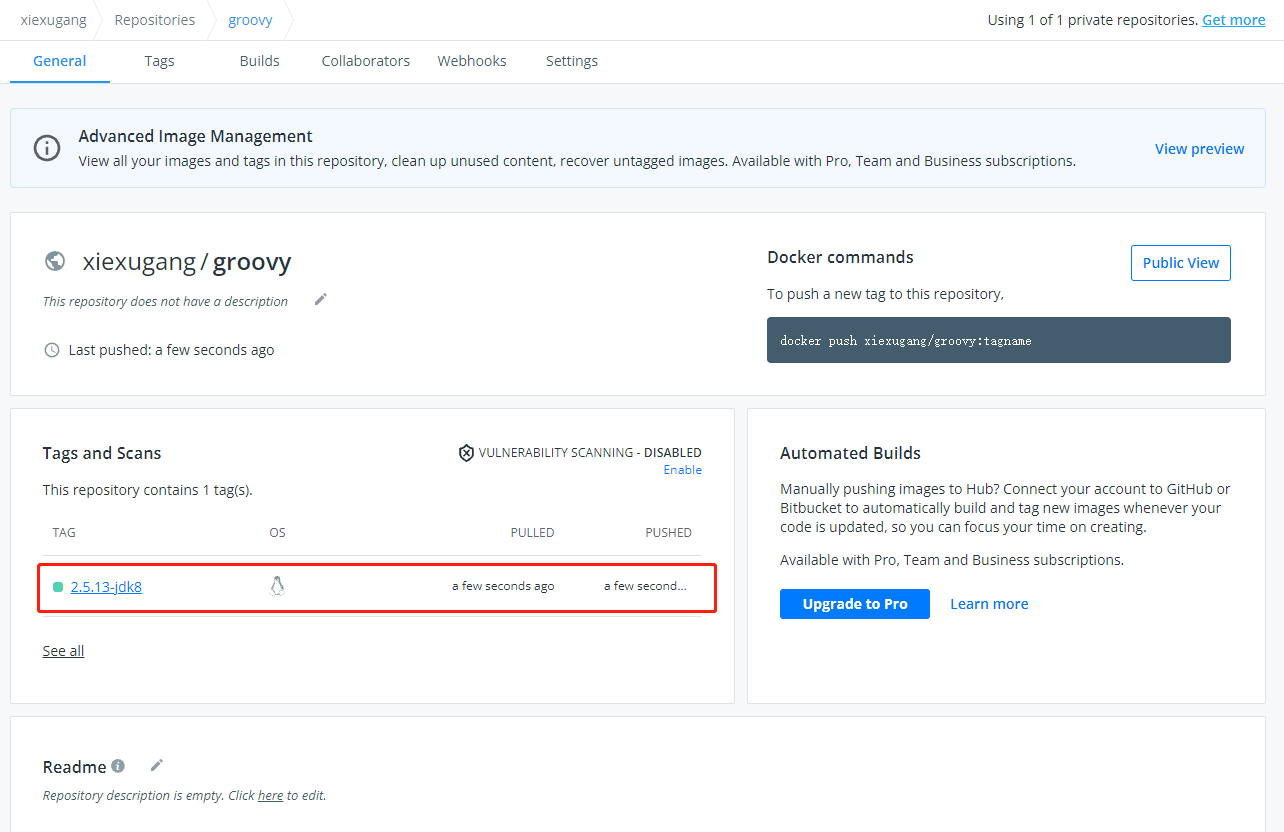 xiexugang Repositories groovy Using 1 of 1 private repositories. Get more
General Tags Builds Collaborators Webhooks Settings
Advanced Image Management
View all your images and tags in this repository, clean up unused content, recover untagged images. Available with Pro, Team and Business subscriptions.
View preview
xiexugang / groovy
This repository does not have a description
Last pushed: a few seconds ago
Docker commands
Public View
To push a new tag to this repository,
docker push xiexugang/groovy:tagname
Tags and Scans
VULNERABILITY SCANNING - DISABLED
Enable
This repository contains 1 tag(s).
TAG OS PULLED PUSHED
2.5.13-jdk8 a few seconds ago a few second...
See all
Automated Builds
Manually pushing images to Hub? Connect your account to GitHub or
Bitbucket to automatically build and tag new images whenever your
code is updated, so you can focus your time on creating.
Available with Pro, Team and Business subscriptions.
Upgrade to Pro Learn more
Readme
Repository description is empty. Click here to edit.